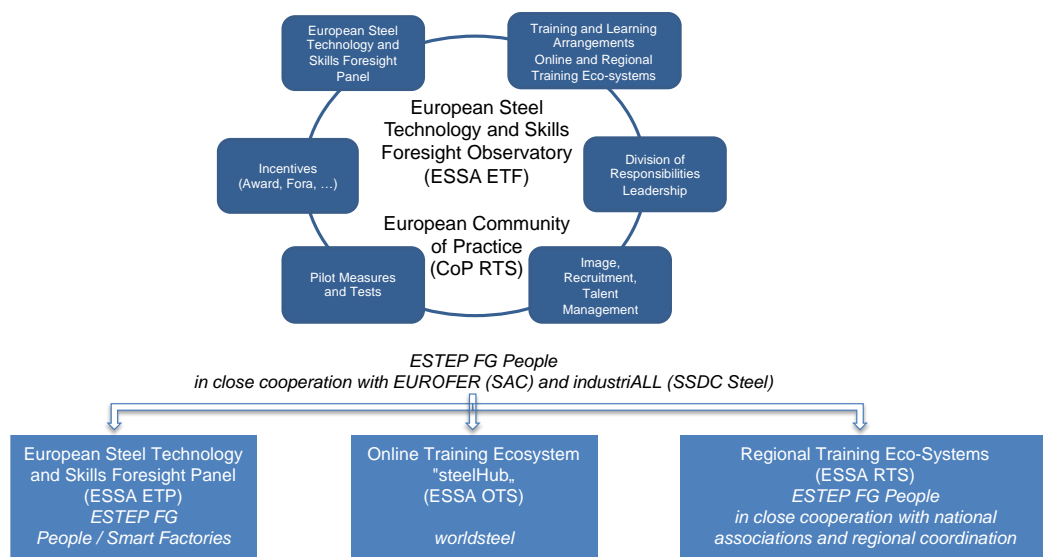 European Steel
Technology and
Skills Foresight
Panel
Training and Learning
Arrangements
Online and Regional
Training Eco-systems
European Steel
Technology and Skills
Foresight Observatory
(ESSA ETF)
Incentives
(Award, Fora, …)
Division of
Responsibilities
Leadership
European Community
of Practice
(CoP RTS)
Pilot Measures
and Tests
Image,
Recruitment,
Talent
Management
ESTEP FG People
in close cooperation with EUROFER (SAC) and industriALL (SSDC Steel)
European Steel Technology
and Skills Foresight Panel
(ESSA ETP)
ESTEP FG
People / Smart Factories
Online Training Ecosystem
"steelHub„
(ESSA OTS)
worldsteel
Regional Training Eco-Systems
(ESSA RTS)
ESTEP FG People
in close cooperation with national
associations and regional coordination